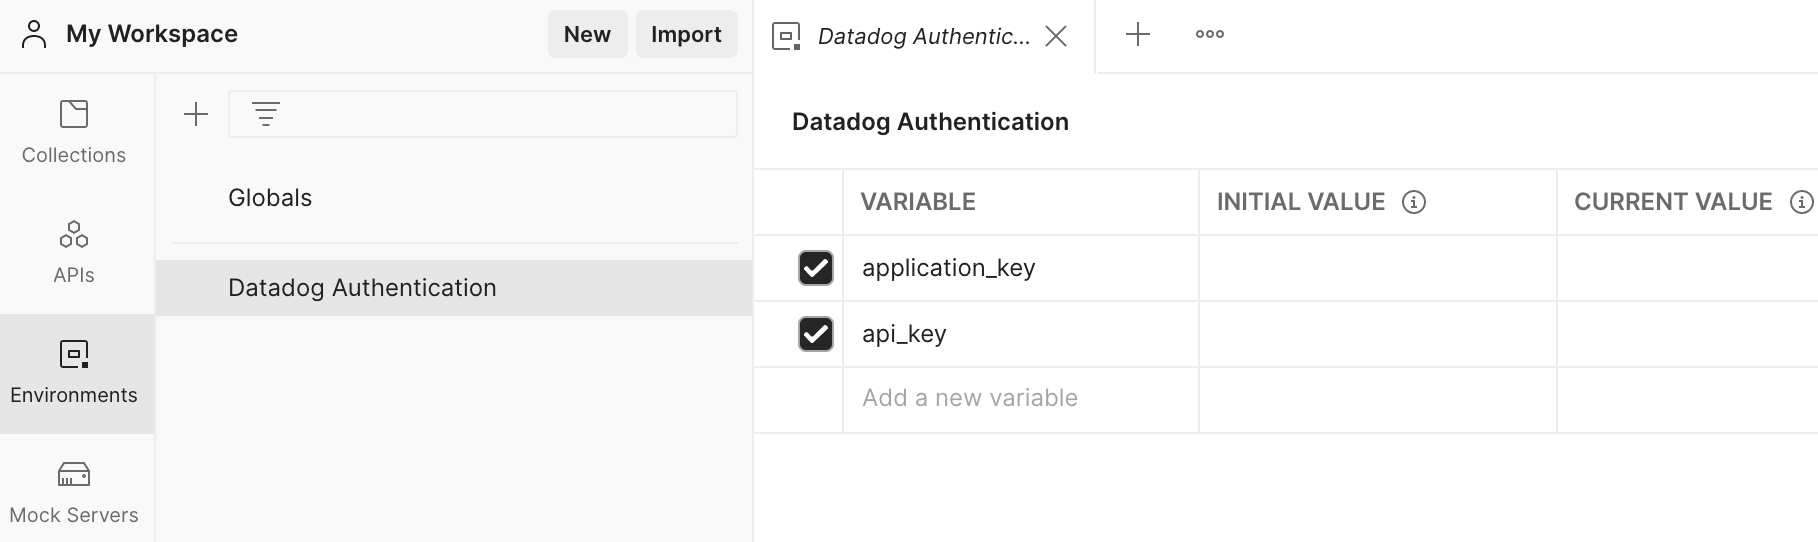 My Workspace
New
Import
Datadog Authentic...
Collections
APIs
Environments
Mock Servers
Globals
Datadog Authentication
Datadog Authentication
VARIABLE
INITIAL VALUE
CURRENT VALUE
application_key
api_key
Add a new variable